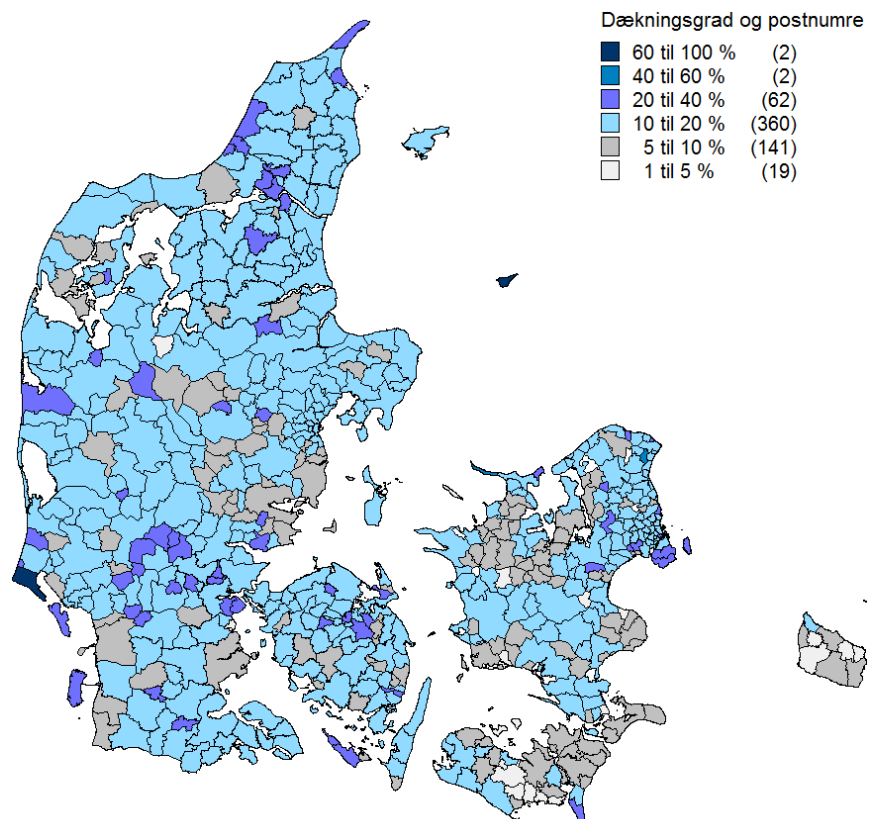 Dækningsgrad og postnumre
60 til 100 % (2)
40 til 60 % (2)
20 til 40 % (62)
10 til 20 % (360)
5 til 10 % (141)
1 til 5 % (19)